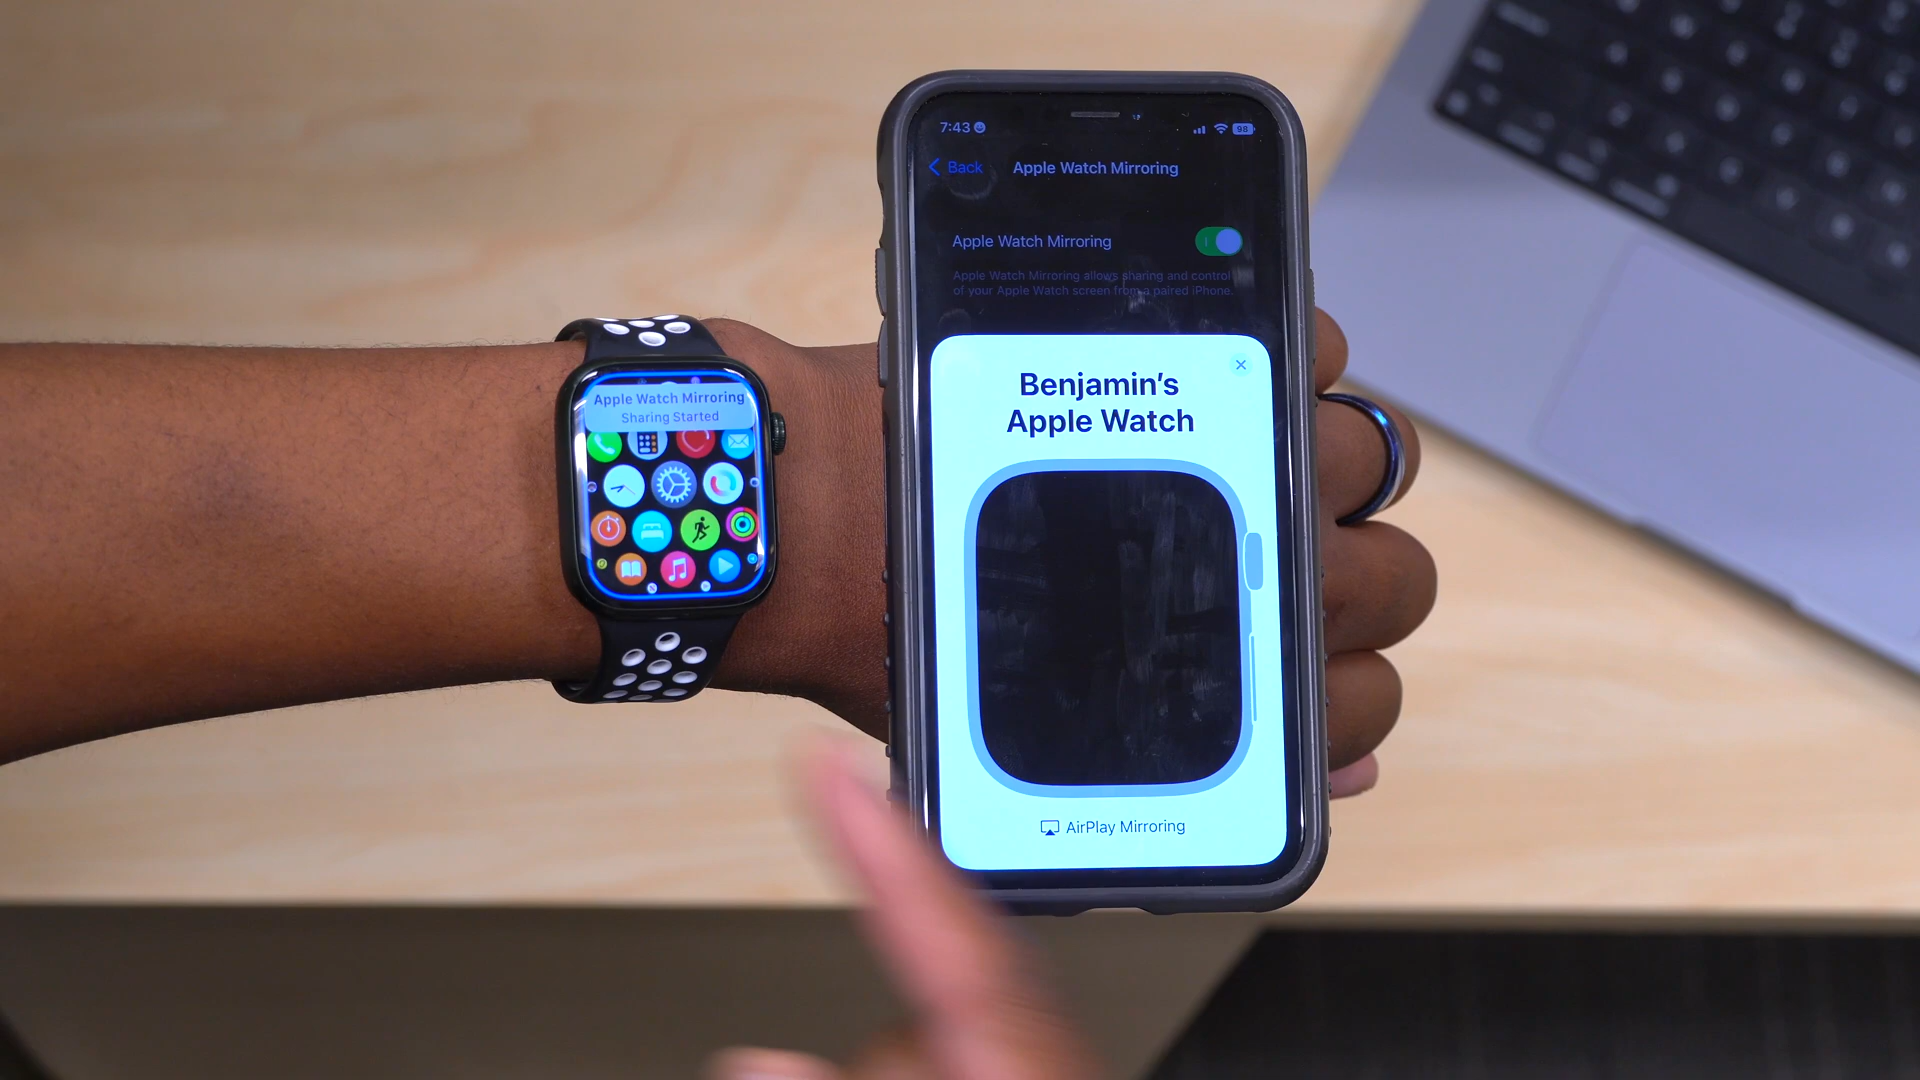 Apple Watch Mirroring
Sharing Started
7:43
98
Back
Apple Watch Mirroring
Apple Watch Mirroring
Apple Watch Mirroring allows sharing and control
of your Apple Watch screen from a paired iPhone.
Benjamin's
Apple Watch
AirPlay Mirroring